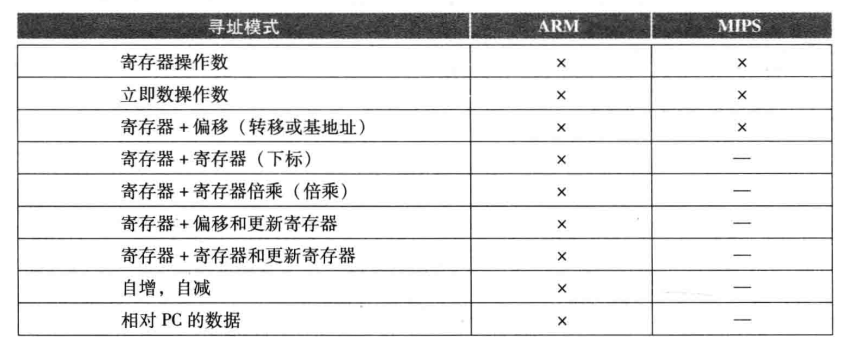 寻址模式 ARM MIPS
寄存器操作数 × ×
立即数操作数 × ×
寄存器+偏移（转移或基地址） × ×
寄存器+寄存器（下标） × —
寄存器+寄存器倍乘（倍乘） × —
寄存器+偏移和更新寄存器 × —
寄存器+寄存器和更新寄存器 × —
自增，自减 × —
相对 PC 的数据 × —